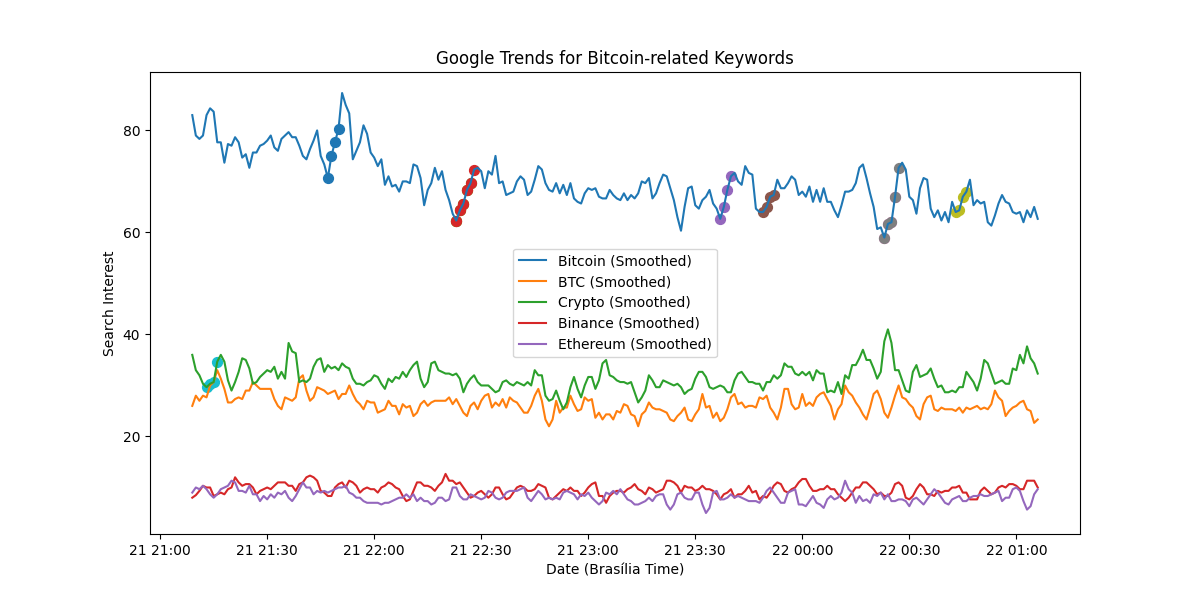 Google Trends for Bitcoin-related Keywords
80
60
40
20
Search Interest
Bitcoin (Smoothed)
BTC (Smoothed)
Crypto (Smoothed)
Binance (Smoothed)
Ethereum (Smoothed)
21 21:00 21 21:30 21 22:00 21 22:30 21 23:00 21 23:30 22 00:00 22 00:30 22 01:00
Date (Brasília Time)